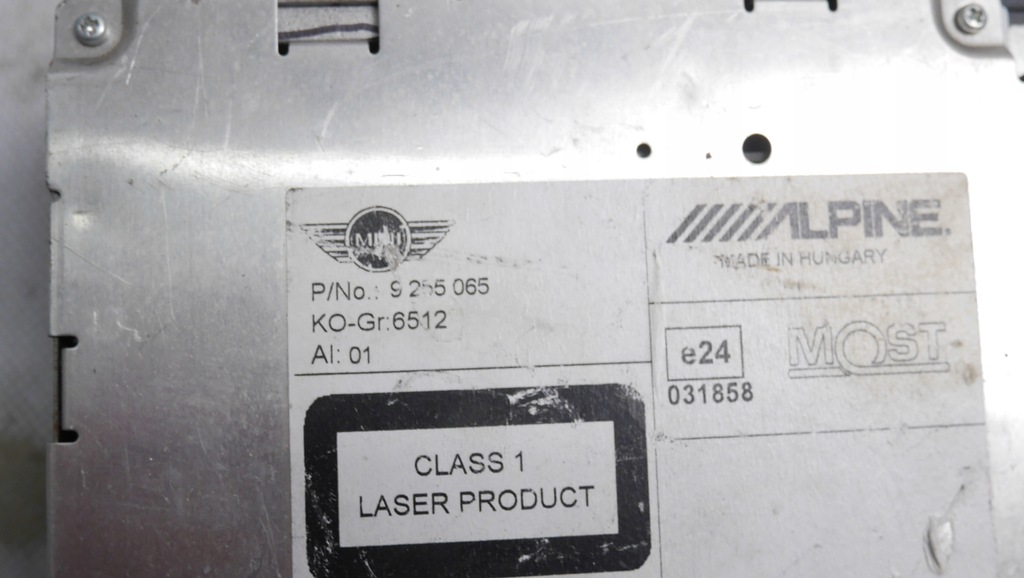 MINI
P/No.: 9 255 065
KO-Gr:6512
AI: 01
CLASS 1
LASER PRODUCT
ALPINE.
MADE IN HUNGARY
e24
031858
MOST